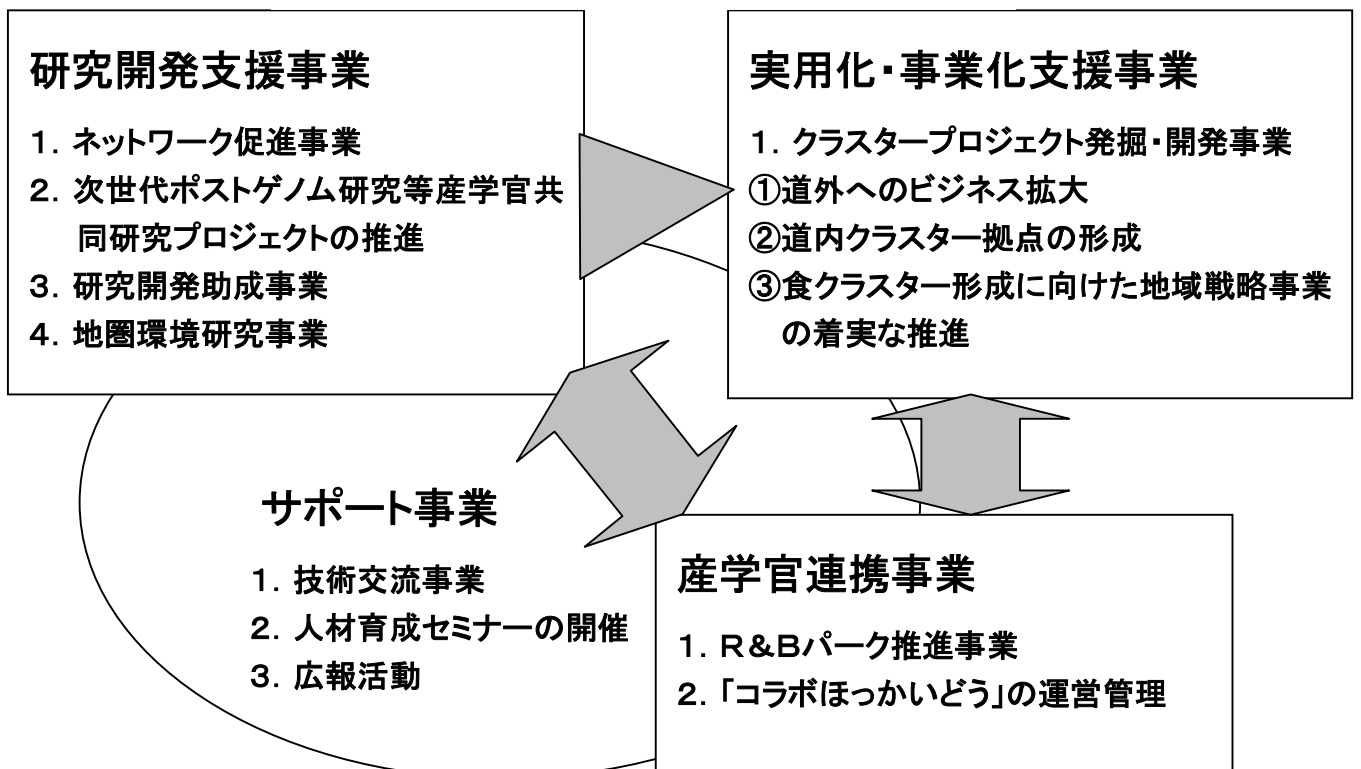 研究開発支援事業
1．ネットワーク促進事業
2．次世代ポストゲノム研究等産学官共
同研究プロジェクトの推進
3．研究開発助成事業
4．地圏環境研究事業
実用化・事業化支援事業
1．クラスタープロジェクト発掘・開発事業
①道外へのビジネス拡大
②道内クラスター拠点の形成
③食クラスター形成に向けた地域戦略事業
の着実な推進
サポート事業
1．技術交流事業
2．人材育成セミナーの開催
3．広報活動
産学官連携事業
1．R＆Bパーク推進事業
2．「コラボほっかいどう」の運営管理